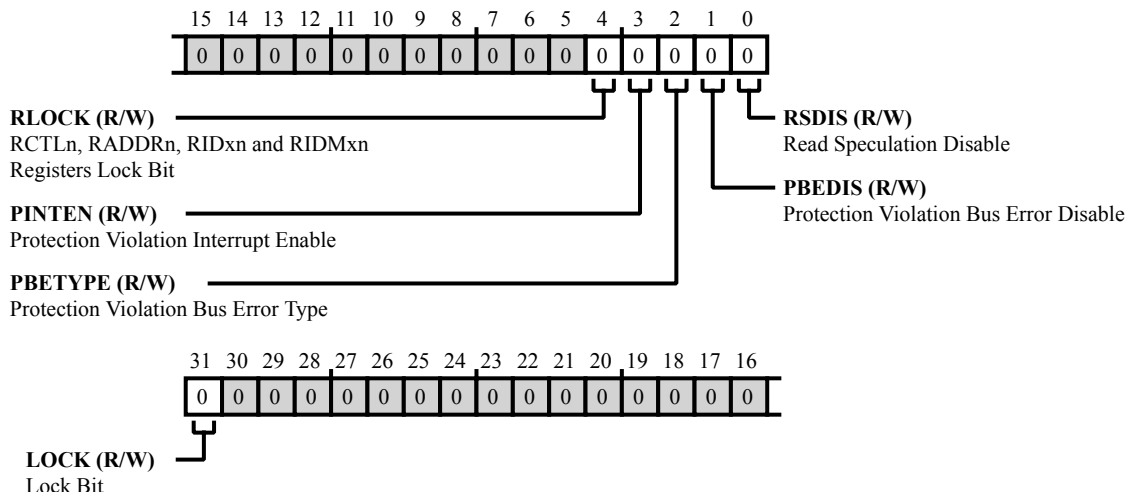 15 14 13 12 11 10 9 8 7 6 5 4 3 2 1 0
0 0 0 0 0 0 0 0 0 0 0 0 0 0 0 0
RLOCK (R/W)
RCTLn, RADDRn, RIDxn and RIDMxn
Registers Lock Bit
PINTEN (R/W)
Protection Violation Interrupt Enable
PBETYPE (R/W)
Protection Violation Bus Error Type
RSDIS (R/W)
Read Speculation Disable
PBEDIS (R/W)
Protection Violation Bus Error Disable
31 30 29 28 27 26 25 24 23 22 21 20 19 18 17 16
0 0 0 0 0 0 0 0 0 0 0 0 0 0 0 0
LOCK (R/W)
Lock Bit